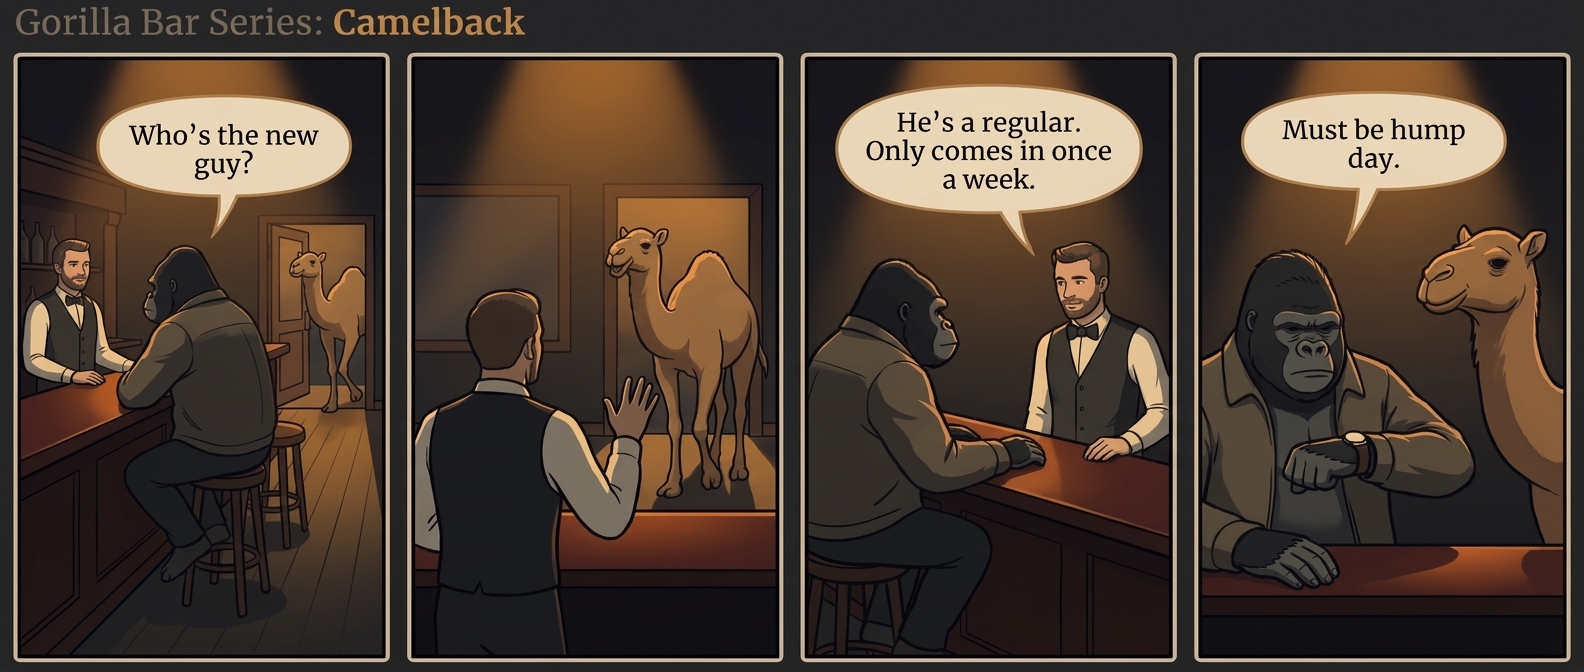 Gorilla Bar Series: Camelback
Who’s the new
guy?
He’s a regular.
Only comes in once
a week.
Must be hump
day.